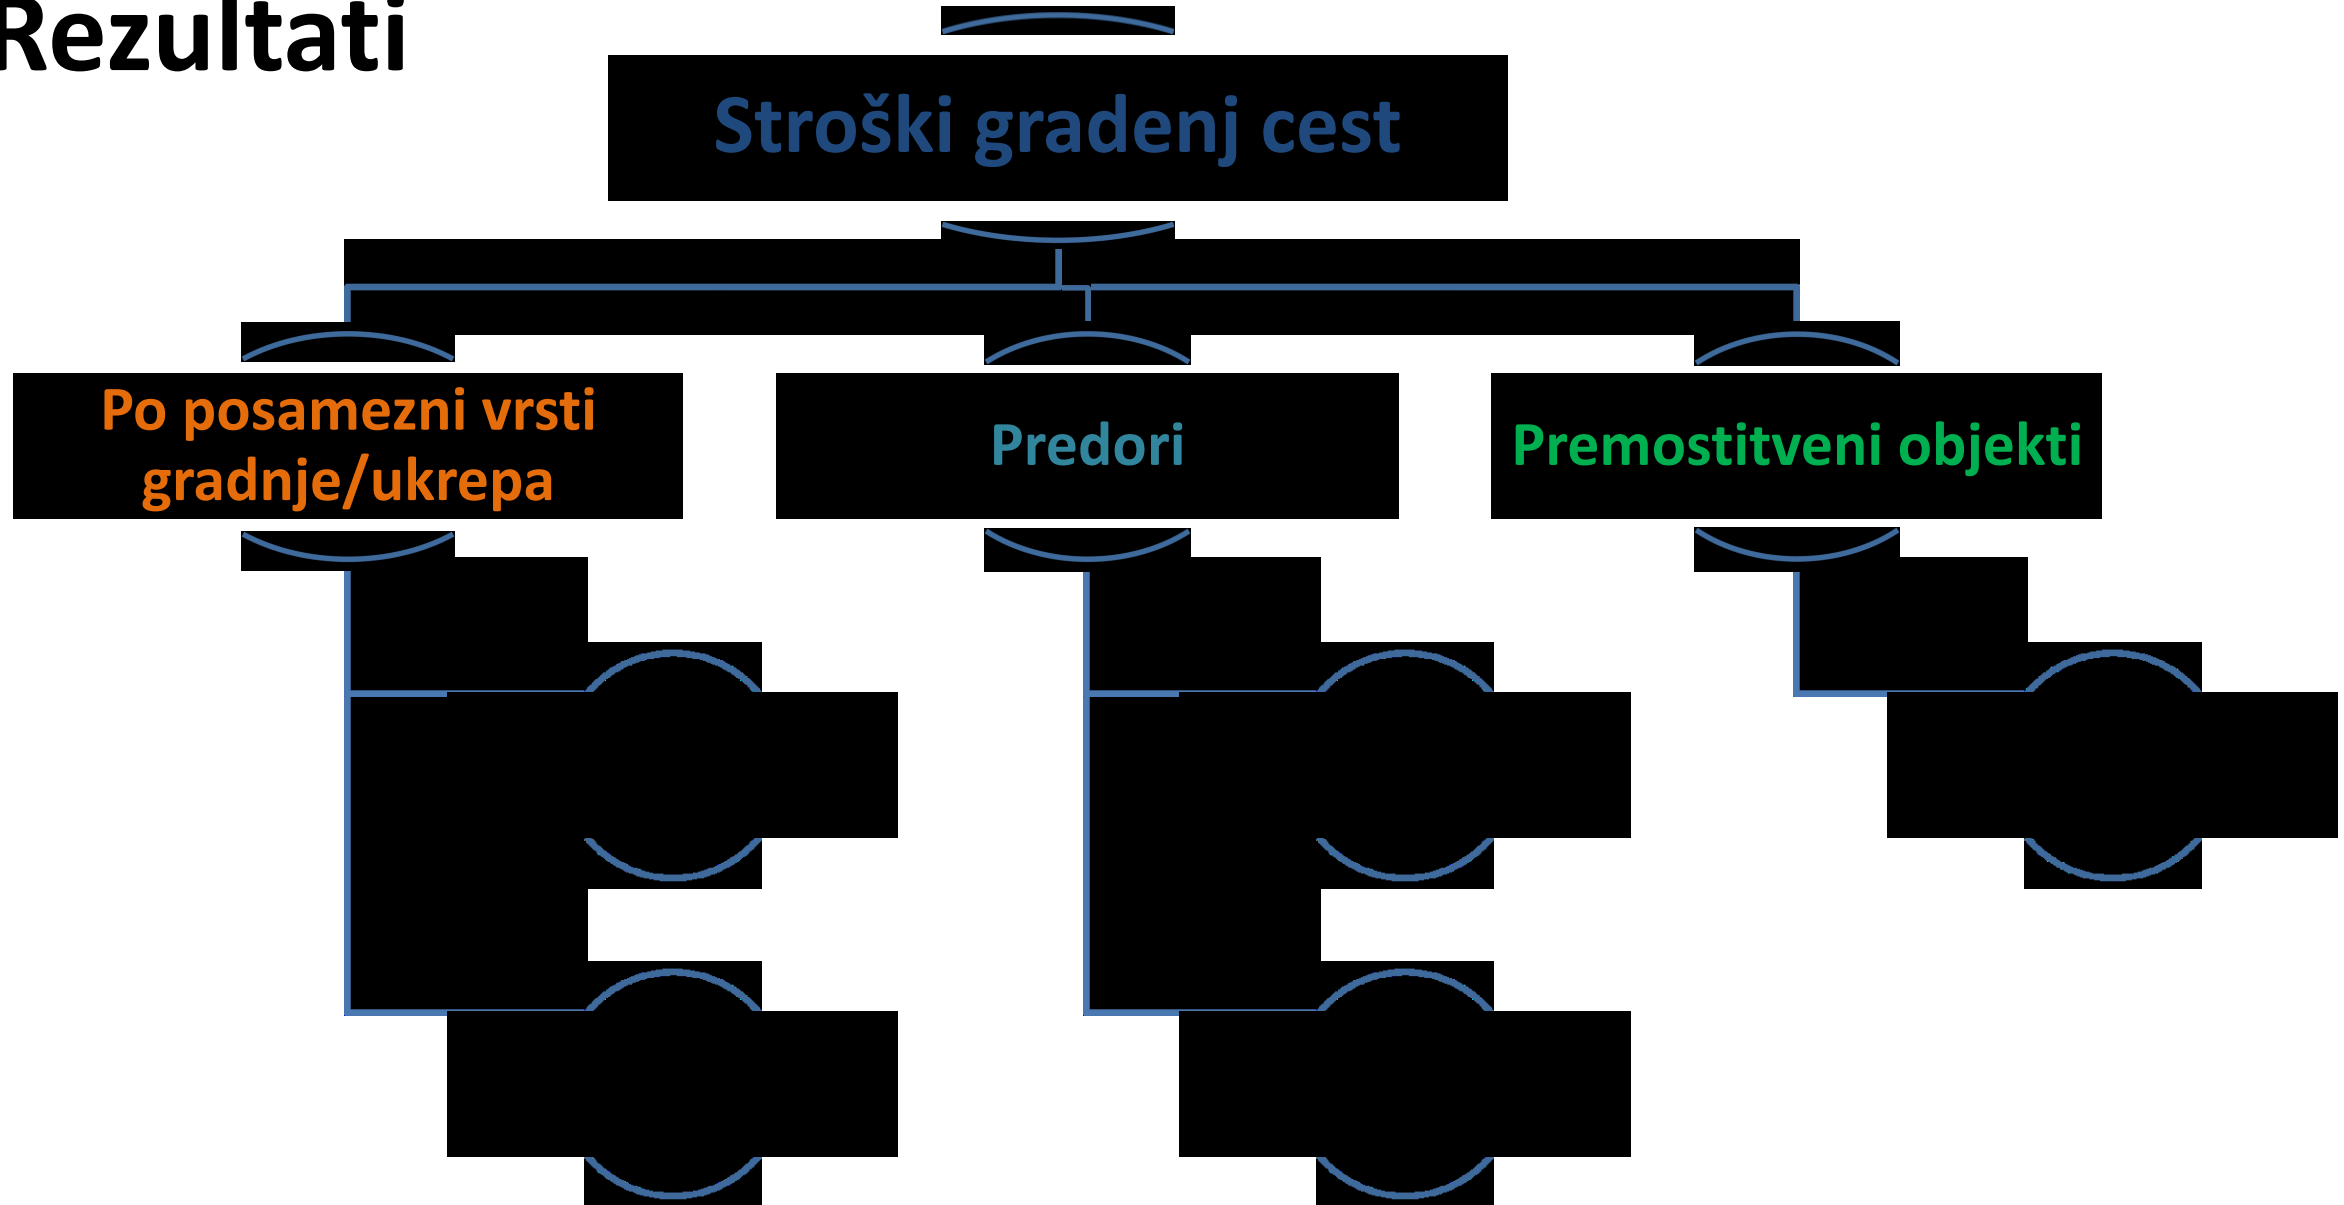 Rezultati
Stroški gradenj cest
Po posamezni vrsti
gradnje/ukrepa
Predori
Premostitveni objekti